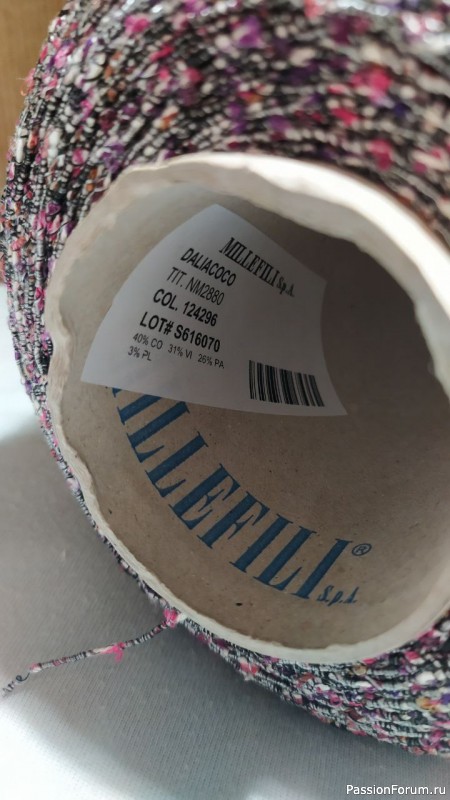 MILLEFILI S.p.A.
DALIACOCO
TIT. NM2880
COL. 124296
LOT# S616070
40% CO 31% VI 26% PA
3% PL
MILLEFILI®
S.p.A.
PassionForum.ru